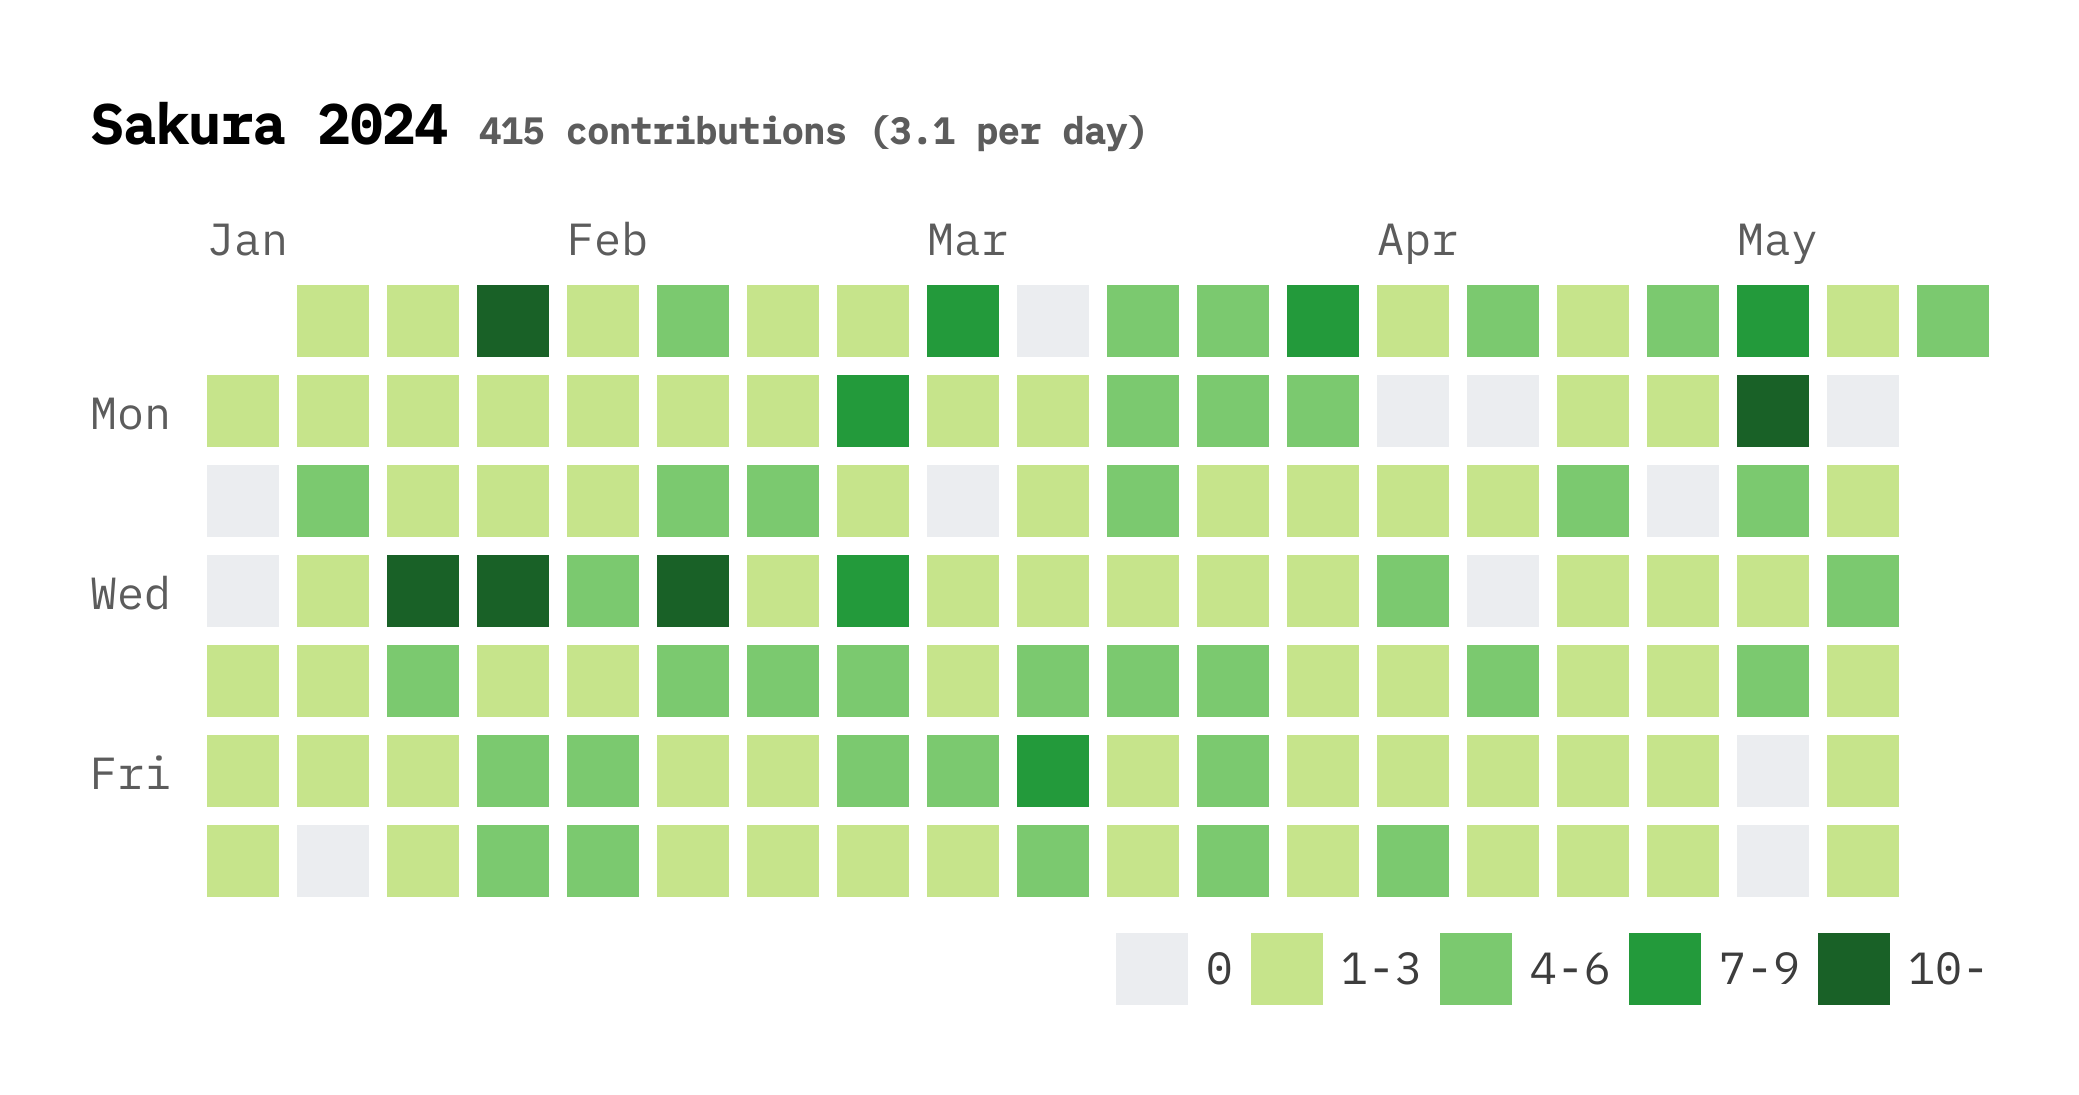 Sakura 2024 415 contributions (3.1 per day)
Jan Feb Mar Apr May
Mon
Wed
Fri
0 1-3 4-6 7-9 10-